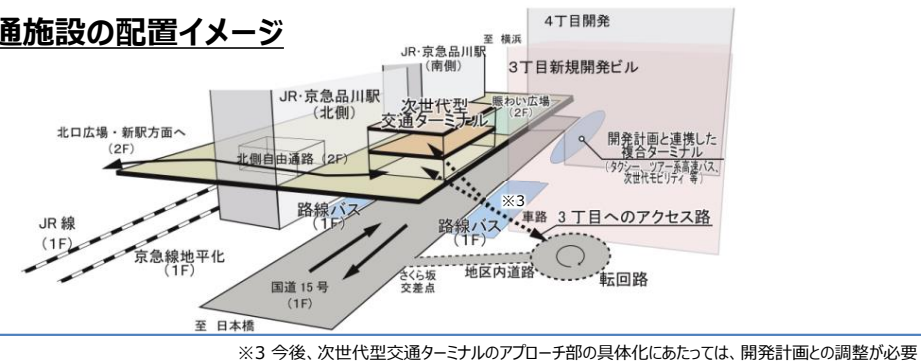 通施設の配置イメージ
4丁目開発
至 横浜
JR・京急品川駅
(南側)
3丁目新規開発ビル
JR・京急品川駅
(北側)
次世代型
交通ターミナル
賑わい広場
(2F)
開発計画と連携した
複合ターミナル
(タクシー、ツアー系高速バス、
次世代モビリティ 等)
北口広場・新駅方面へ
(2F)
北側自由通路 (2F)
※3
路線バス
(1F)
路線バス
(1F)
車路
3丁目へのアクセス路
JR 線
(1F)
京急線地平化
(1F)
国道 15 号
(1F)
さくら坂
交差点
地区内道路
転回路
至 日本橋
※3 今後、次世代型交通ターミナルのアプローチ部の具体化にあたっては、開発計画との調整が必要